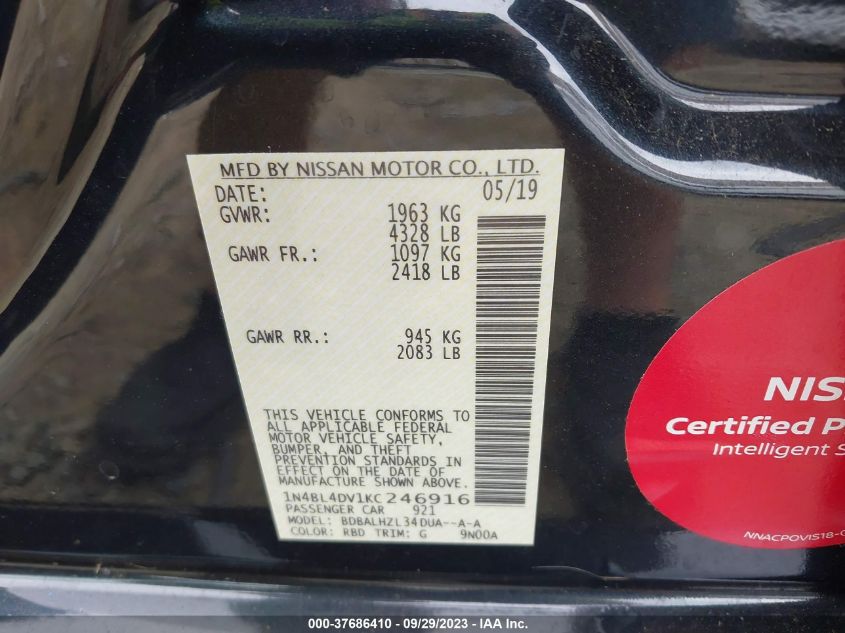 MFD BY NISSAN MOTOR CO., LTD.
DATE: 05/19
GVWR: 1963 KG
4328 LB
GAWR FR.: 1097 KG
2418 LB
GAWR RR.: 945 KG
2083 LB
THIS VEHICLE CONFORMS TO
ALL APPLICABLE FEDERAL
MOTOR VEHICLE SAFETY,
BUMPER, AND THEFT
PREVENTION STANDARDS IN
EFFECT ON THE DATE OF
MANUFACTURE SHOWN ABOVE.
1N4BL4DV1KC246916
PASSENGER CAR 921
MODEL: BDBALHZL34DUA--A-A
COLOR: RBD TRIM: G 9N00A
NIS
Certified P
Intelligent S
NNACPOVIS18-
000-37686410 / 09/29/2023 / IAA Inc.